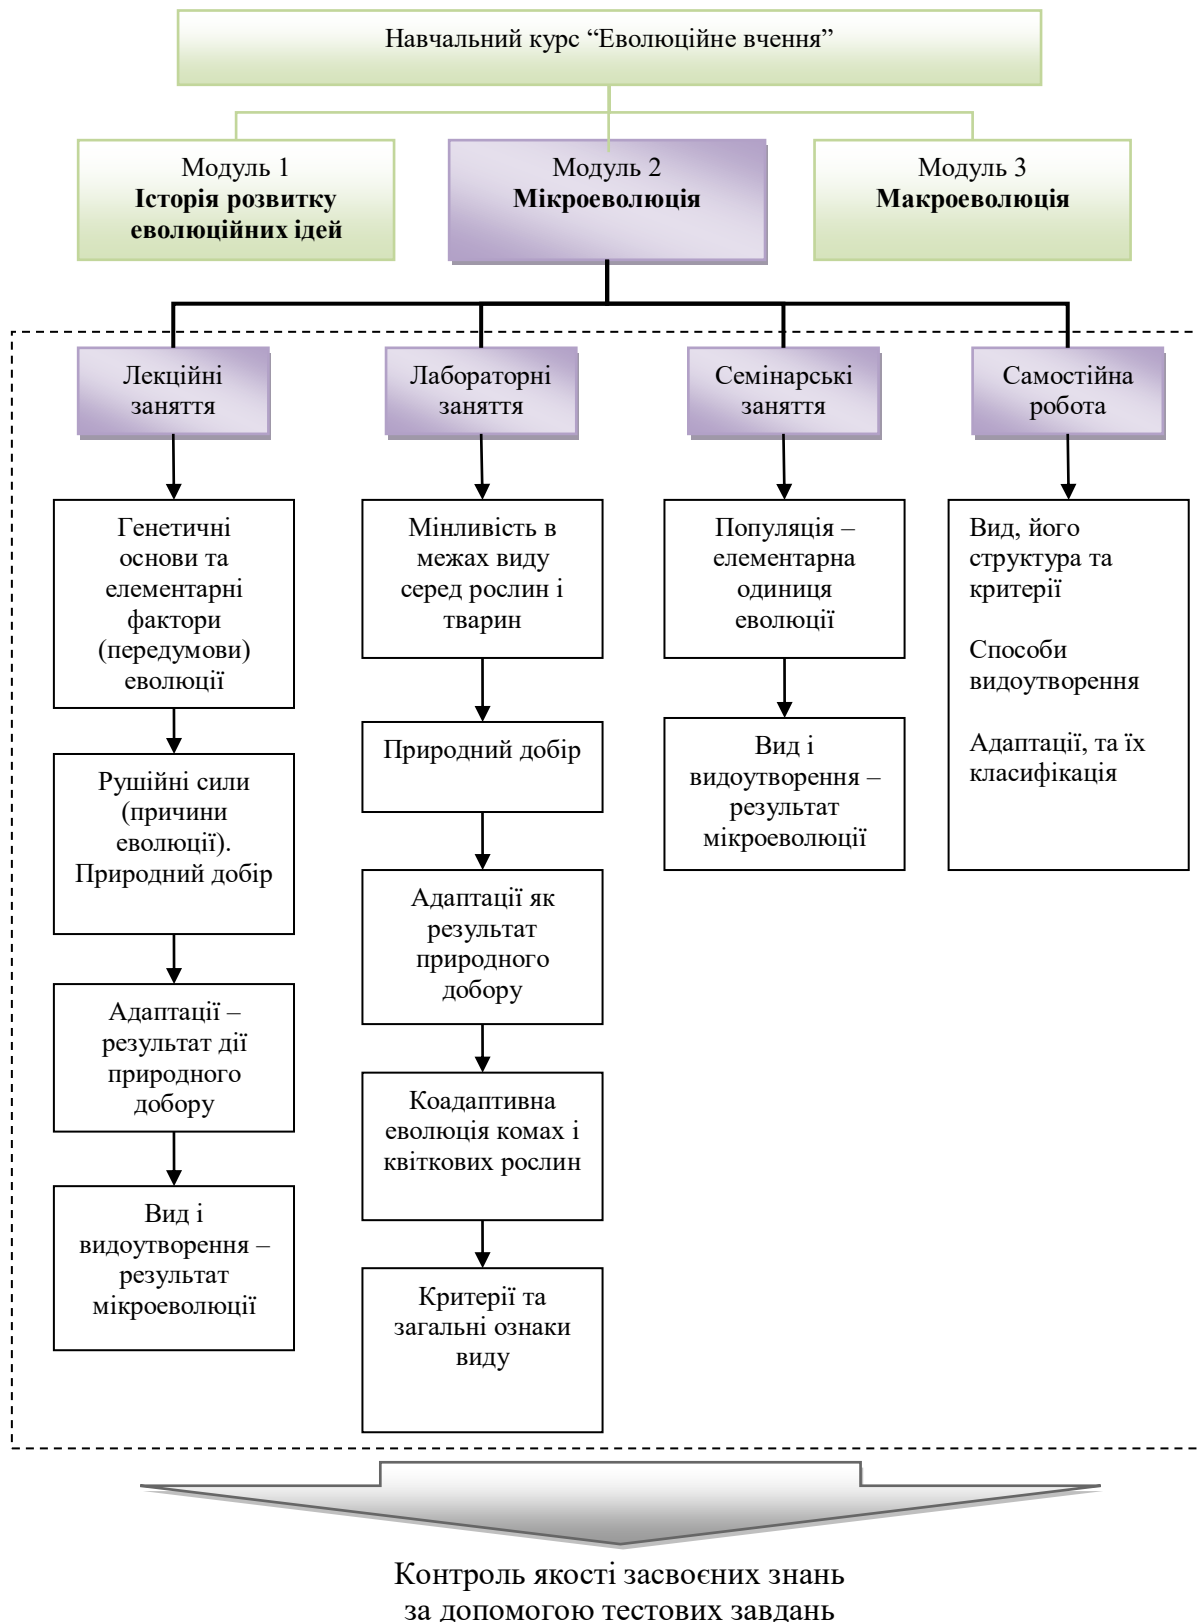 Навчальний курс “Еволюційне вчення”
Модуль 1
Історія розвитку
еволюційних ідей
Модуль 2
Мікроеволюція
Модуль 3
Макроеволюція
Лекційні
заняття
Лабораторні
заняття
Семінарські
заняття
Самостійна
робота
Генетичні
основи та
елементарні
фактори
(передумови)
еволюції
Рушійні сили
(причини
еволюції).
Природний добір
Адаптації –
результат дії
природного
добору
Вид і
видоутворення –
результат
мікроеволюції
Мінливість в
межах виду
серед рослин і
тварин
Природний добір
Адаптації як
результат
природного
добору
Коадаптивна
еволюція комах і
квіткових рослин
Критерії та
загальні ознаки
виду
Популяція –
елементарна
одиниця
еволюції
Вид і
видоутворення –
результат
мікроеволюції
Вид, його
структура та
критерії
Способи
видоутворення
Адаптації, та їх
класифікація
Контроль якості засвоєних знань
за допомогою тестових завдань